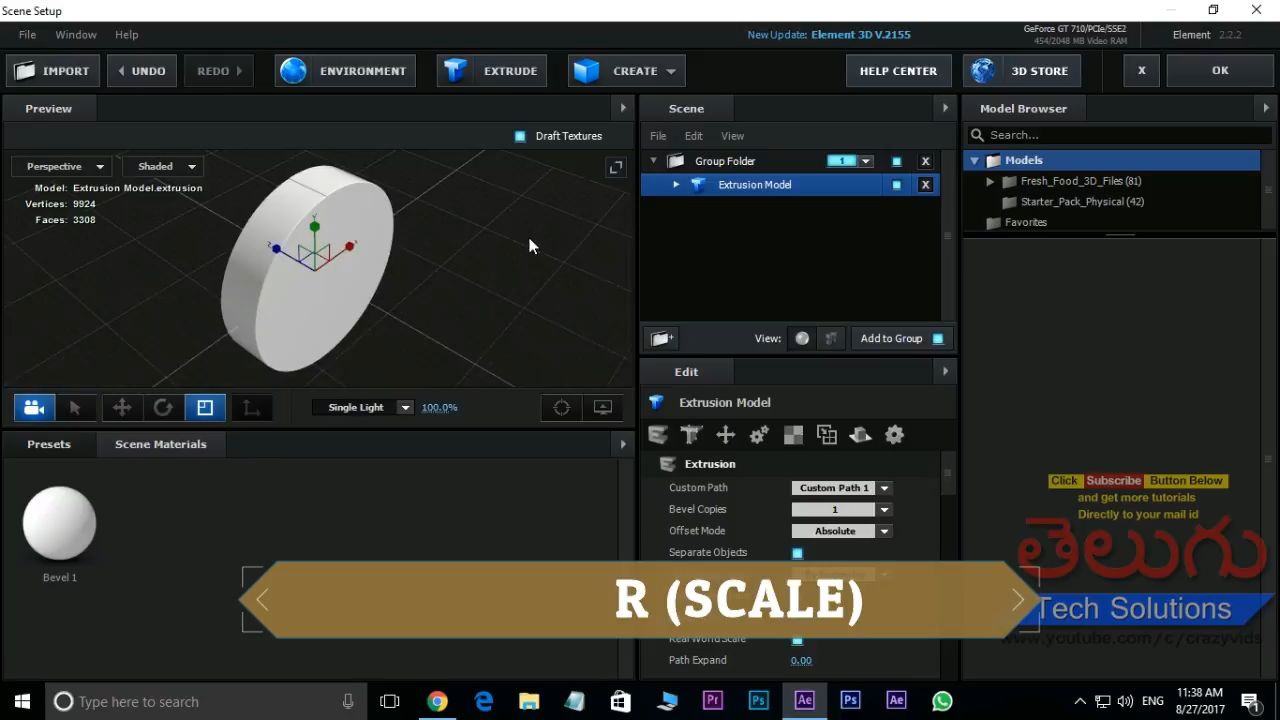 Scene Setup
File Window Help
New Update: Element 3D V.2155
GeForce GT 710/PCIe/SSE2
454/2048 MB Video RAM
Element 2.2.2
IMPORT
UNDO
REDO
ENVIRONMENT
EXTRUDE
CREATE
HELP CENTER
3D STORE
X
OK
Preview
Draft Textures
Perspective
Shaded
Model: Extrusion Model.extrusion
Vertices: 9924
Faces: 3308
Y
Z
X
Single Light
100.0%
Scene
File Edit View
Group Folder 1 X
Extrusion Model X
View:
Add to Group
Model Browser
Search...
Models
Fresh_Food_3D_Files (81)
Starter_Pack_Physical (42)
Favorites
Edit
Extrusion Model
Extrusion
Custom Path Custom Path 1
Bevel Copies 1
Offset Mode Absolute
Separate Objects
Real World Scale
Path Expand 0.00
Presets
Scene Materials
Bevel 1
Click Subscribe Button Below
and get more tutorials
Directly to your mail id
తెలుగు
Tech Solutions
www.youtube.com/c/crazyvids
R (SCALE)
Type here to search
ENG
11:38 AM
8/27/2017
1